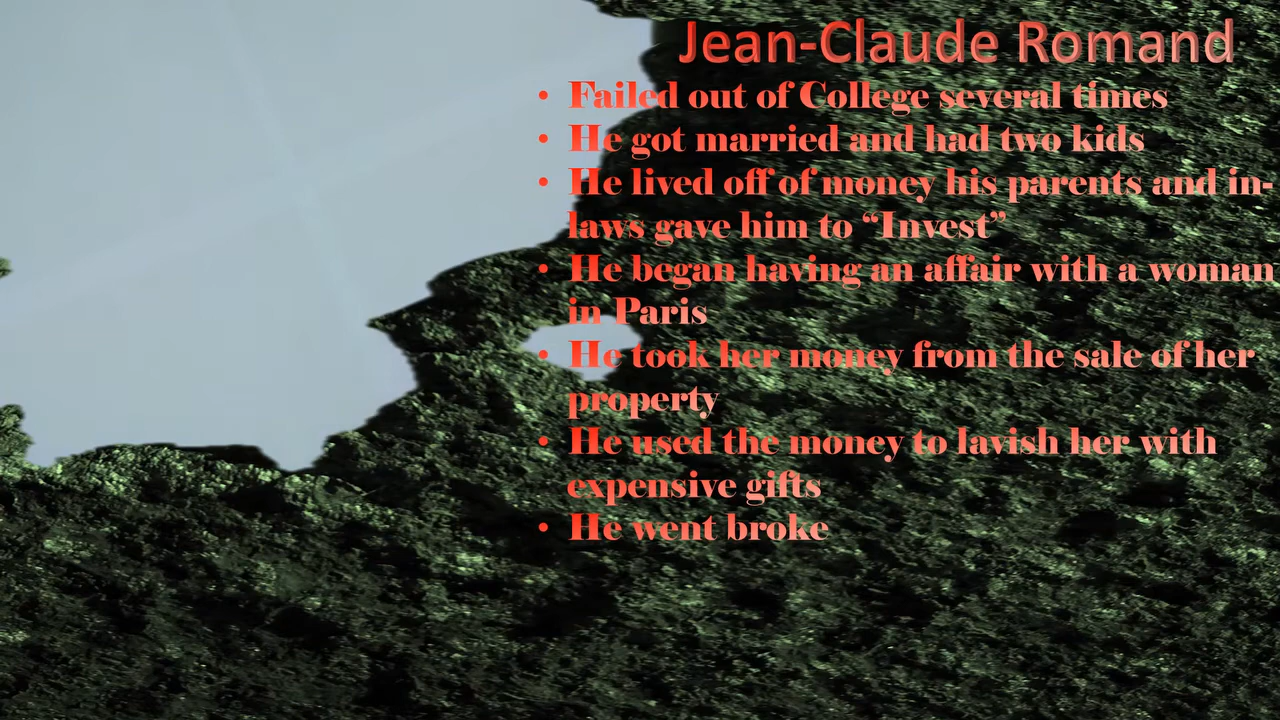 Jean-Claude Romand
• Failed out of College several times
• He got married and had two kids
• He lived off of money his parents and in-
laws gave him to “Invest”
• He began having an affair with a woman
in Paris
• He took her money from the sale of her
property
• He used the money to lavish her with
expensive gifts
• He went broke